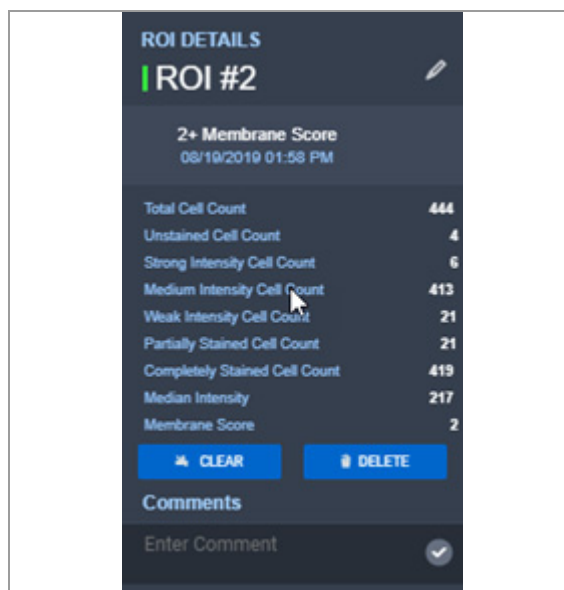 ROI DETAILS
ROI #2
2+ Membrane Score
08/19/2019 01:58 PM
Total Cell Count 444
Unstained Cell Count 4
Strong Intensity Cell Count 6
Medium Intensity Cell Count 413
Weak Intensity Cell Count 21
Partially Stained Cell Count 21
Completely Stained Cell Count 419
Median Intensity 217
Membrane Score 2
CLEAR DELETE
Comments
Enter Comment